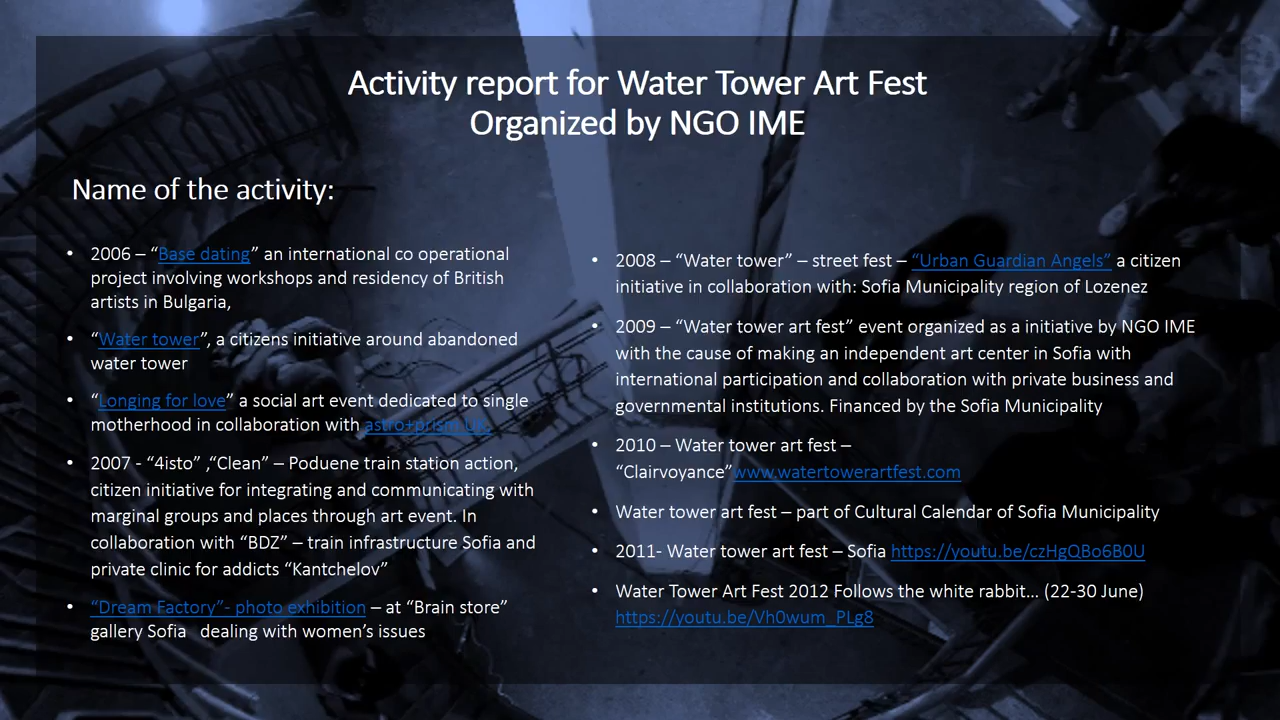 Activity report for Water Tower Art Fest
Organized by NGO IME
Name of the activity:
• 2006 – “Base dating” an international co operational
project involving workshops and residency of British
artists in Bulgaria,
• “Water tower”, a citizens initiative around abandoned
water tower
• “Longing for love” a social art event dedicated to single
motherhood in collaboration with astro+prism UK.
• 2007 - “4isto” ,“Clean” – Poduene train station action,
citizen initiative for integrating and communicating with
marginal groups and places through art event. In
collaboration with “BDZ” – train infrastructure Sofia and
private clinic for addicts “Kantchelov”
• “Dream Factory”- photo exhibition – at “Brain store”
gallery Sofia dealing with women’s issues
• 2008 – “Water tower” – street fest – “Urban Guardian Angels” a citizen
initiative in collaboration with: Sofia Municipality region of Lozenez
• 2009 – “Water tower art fest” event organized as a initiative by NGO IME
with the cause of making an independent art center in Sofia with
international participation and collaboration with private business and
governmental institutions. Financed by the Sofia Municipality
• 2010 – Water tower art fest –
“Clairvoyance”www.watertowerartfest.com
• Water tower art fest – part of Cultural Calendar of Sofia Municipality
• 2011- Water tower art fest – Sofia https://youtu.be/czHgQBo6B0U
• Water Tower Art Fest 2012 Follows the white rabbit... (22-30 June)
https://youtu.be/Vh0wum_PLg8